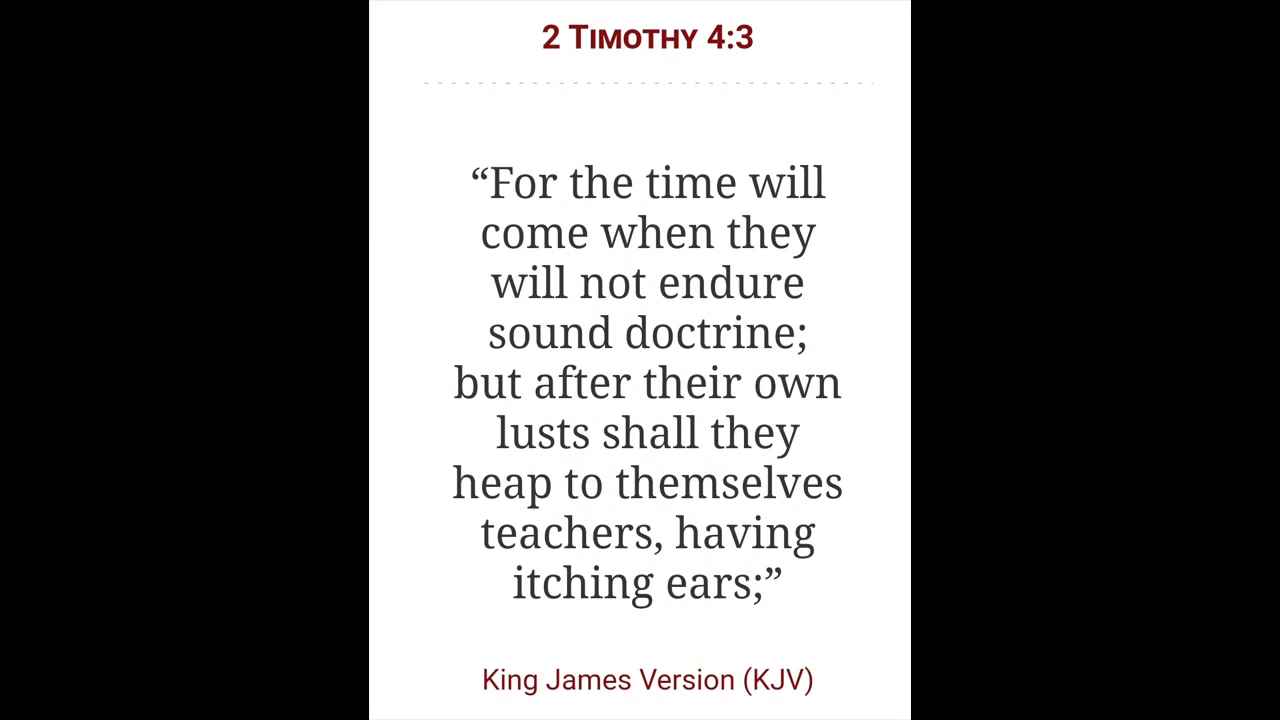 2 Timothy 4:3
“For the time will
come when they
will not endure
sound doctrine;
but after their own
lusts shall they
heap to themselves
teachers, having
itching ears;”
King James Version (KJV)